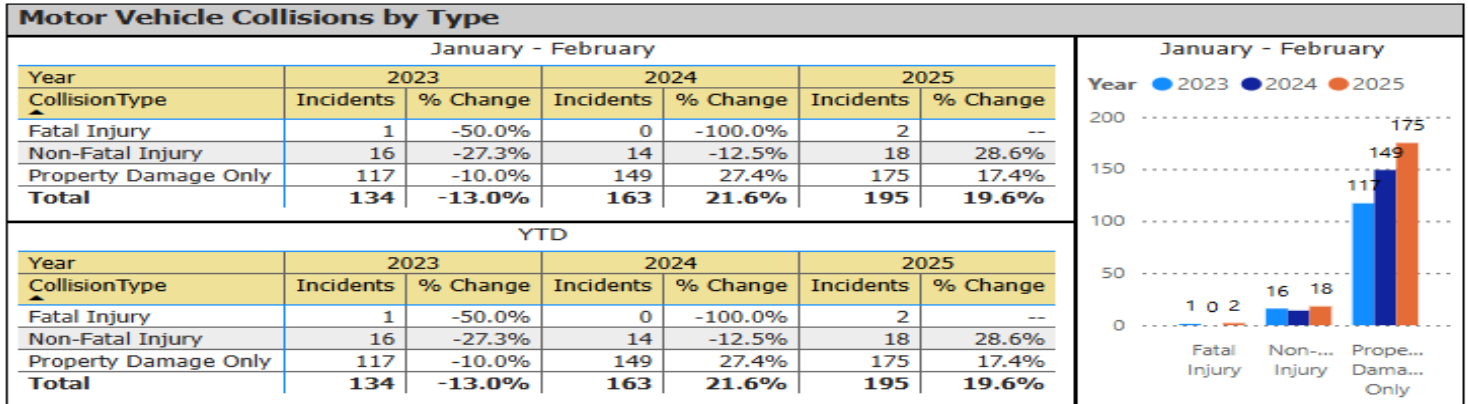 Motor Vehicle Collisions by Type
January - February
Year 2023 2024 2025
CollisionType Incidents % Change Incidents % Change Incidents % Change
Fatal Injury 1 -50.0% 0 -100.0% 2 --
Non-Fatal Injury 16 -27.3% 14 -12.5% 18 28.6%
Property Damage Only 117 -10.0% 149 27.4% 175 17.4%
Total 134 -13.0% 163 21.6% 195 19.6%
YTD
Year 2023 2024 2025
CollisionType Incidents % Change Incidents % Change Incidents % Change
Fatal Injury 1 -50.0% 0 -100.0% 2 --
Non-Fatal Injury 16 -27.3% 14 -12.5% 18 28.6%
Property Damage Only 117 -10.0% 149 27.4% 175 17.4%
Total 134 -13.0% 163 21.6% 195 19.6%
January - February
Year 2023 2024 2025
200
175
149
150
117
100
50
16 18
1 0 2
0
Fatal Non-... Prope...
Injury Injury Dama...
Only